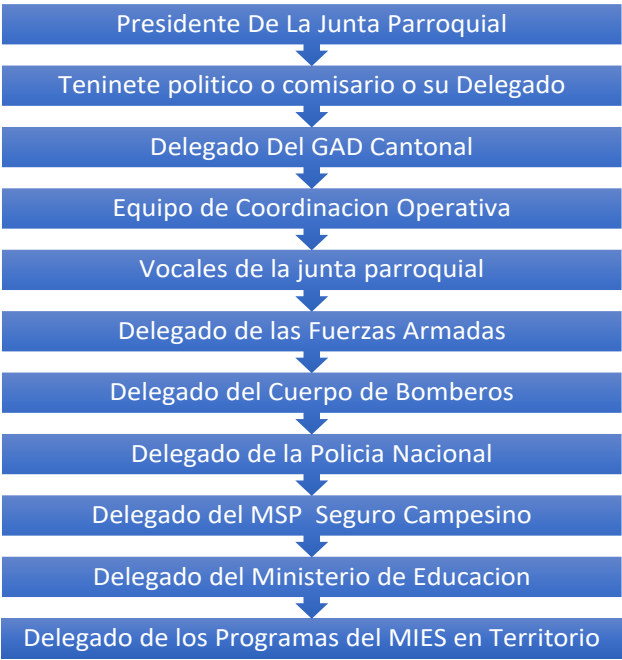 Presidente De La Junta Parroquial
Teninete politico o comisario o su Delegado
Delegado Del GAD Cantonal
Equipo de Coordinacion Operativa
Vocales de la junta parroquial
Delegado de las Fuerzas Armadas
Delegado del Cuerpo de Bomberos
Delegado de la Policia Nacional
Delegado del MSP  Seguro Campesino
Delegado del Ministerio de Educacion
Delegado de los Programas del MIES en Territorio